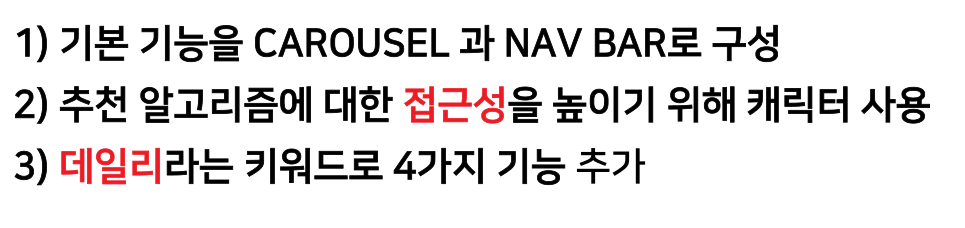 1) 기본 기능을 CAROUSEL 과 NAV BAR로 구성
2) 추천 알고리즘에 대한 접근성을 높이기 위해 캐릭터 사용
3) 데일리라는 키워드로 4가지 기능 추가